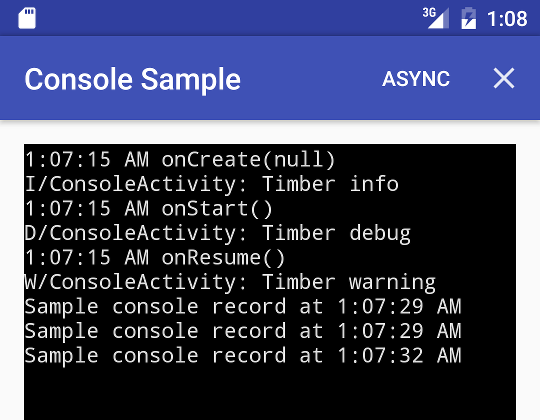 3G 1:08
Console Sample ASYNC
1:07:15 AM onCreate(null)
I/ConsoleActivity: Timber info
1:07:15 AM onStart()
D/ConsoleActivity: Timber debug
1:07:15 AM onResume()
W/ConsoleActivity: Timber warning
Sample console record at 1:07:29 AM
Sample console record at 1:07:29 AM
Sample console record at 1:07:32 AM